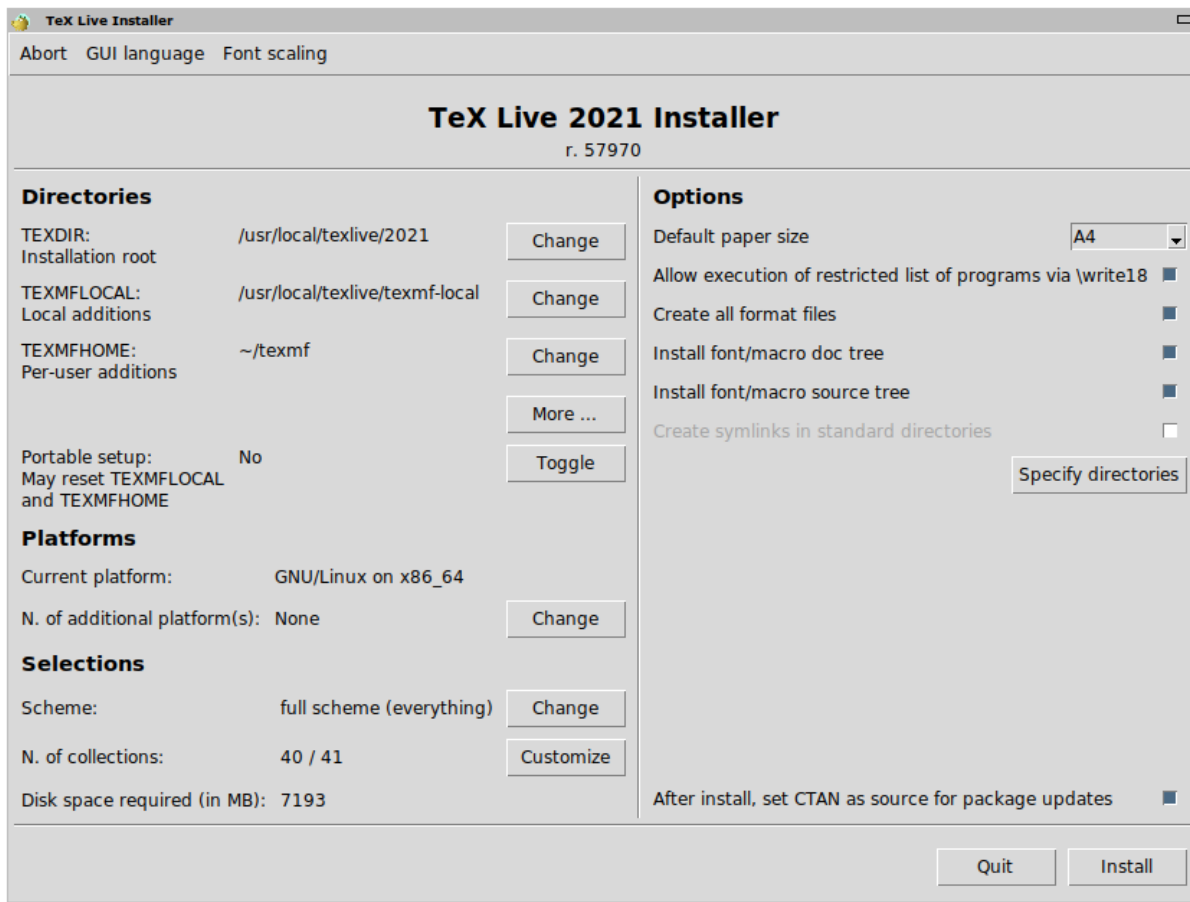 TeX Live Installer
Abort GUI language Font scaling
TeX Live 2021 Installer
r. 57970
Directories
TEXDIR: /usr/local/texlive/2021 Change
Installation root
TEXMFLOCAL: /usr/local/texlive/texmf-local Change
Local additions
TEXMFHOME: ~/texmf Change
Per-user additions
More ...
Portable setup: No Toggle
May reset TEXMFLOCAL
and TEXMFHOME
Platforms
Current platform: GNU/Linux on x86_64
N. of additional platform(s): None Change
Selections
Scheme: full scheme (everything) Change
N. of collections: 40 / 41 Customize
Disk space required (in MB): 7193
Options
Default paper size A4
Allow execution of restricted list of programs via \write18
Create all format files
Install font/macro doc tree
Install font/macro source tree
Create symlinks in standard directories
Specify directories
After install, set CTAN as source for package updates
Quit Install